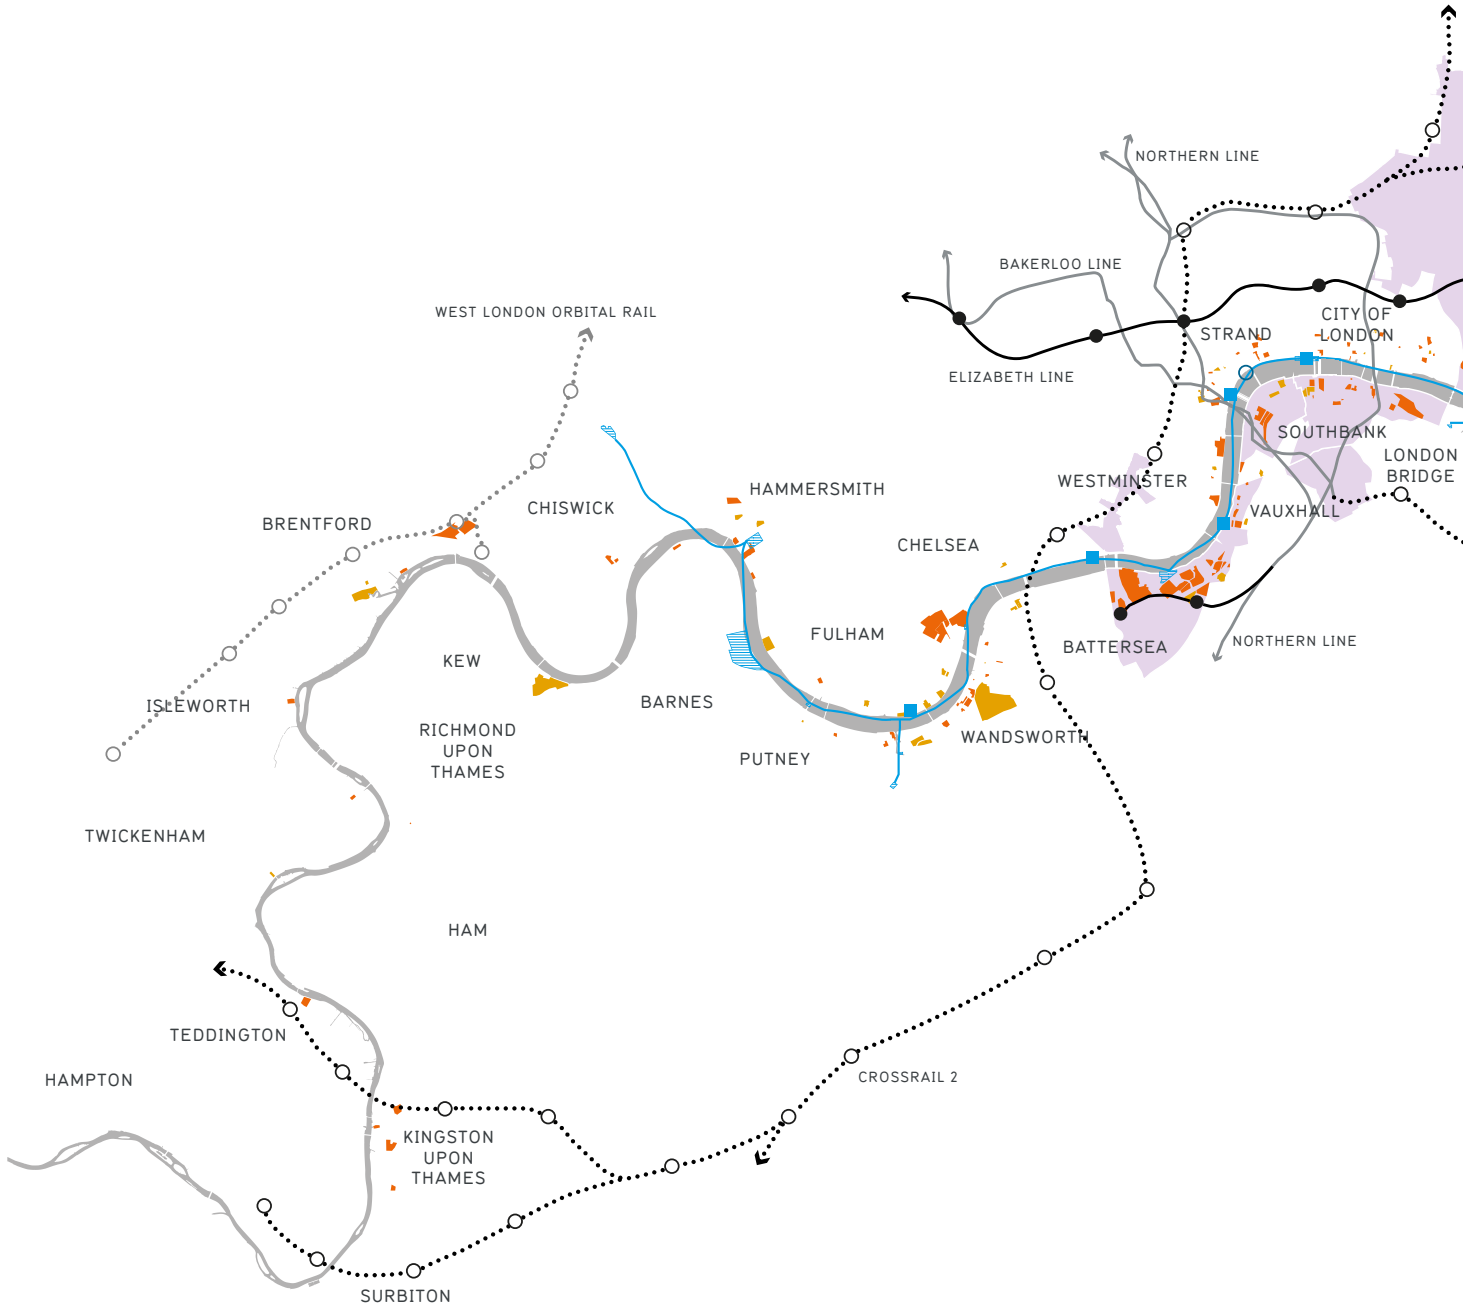 NORTHERN LINE
BAKERLOO LINE
WEST LONDON ORBITAL RAIL
CITY OF
LONDON
STRAND
ELIZABETH LINE
SOUTHBANK
LONDON
BRIDGE
WESTMINSTER
HAMMERSMITH
CHISWICK
VAUXHALL
BRENTFORD
CHELSEA
FULHAM
NORTHERN LINE
BATTERSEA
KEW
BARNES
ISLEWORTH
RICHMOND
UPON
THAMES
WANDSWORTH
PUTNEY
TWICKENHAM
HAM
TEDDINGTON
HAMPTON
CROSSRAIL 2
KINGSTON
UPON
THAMES
SURBITON